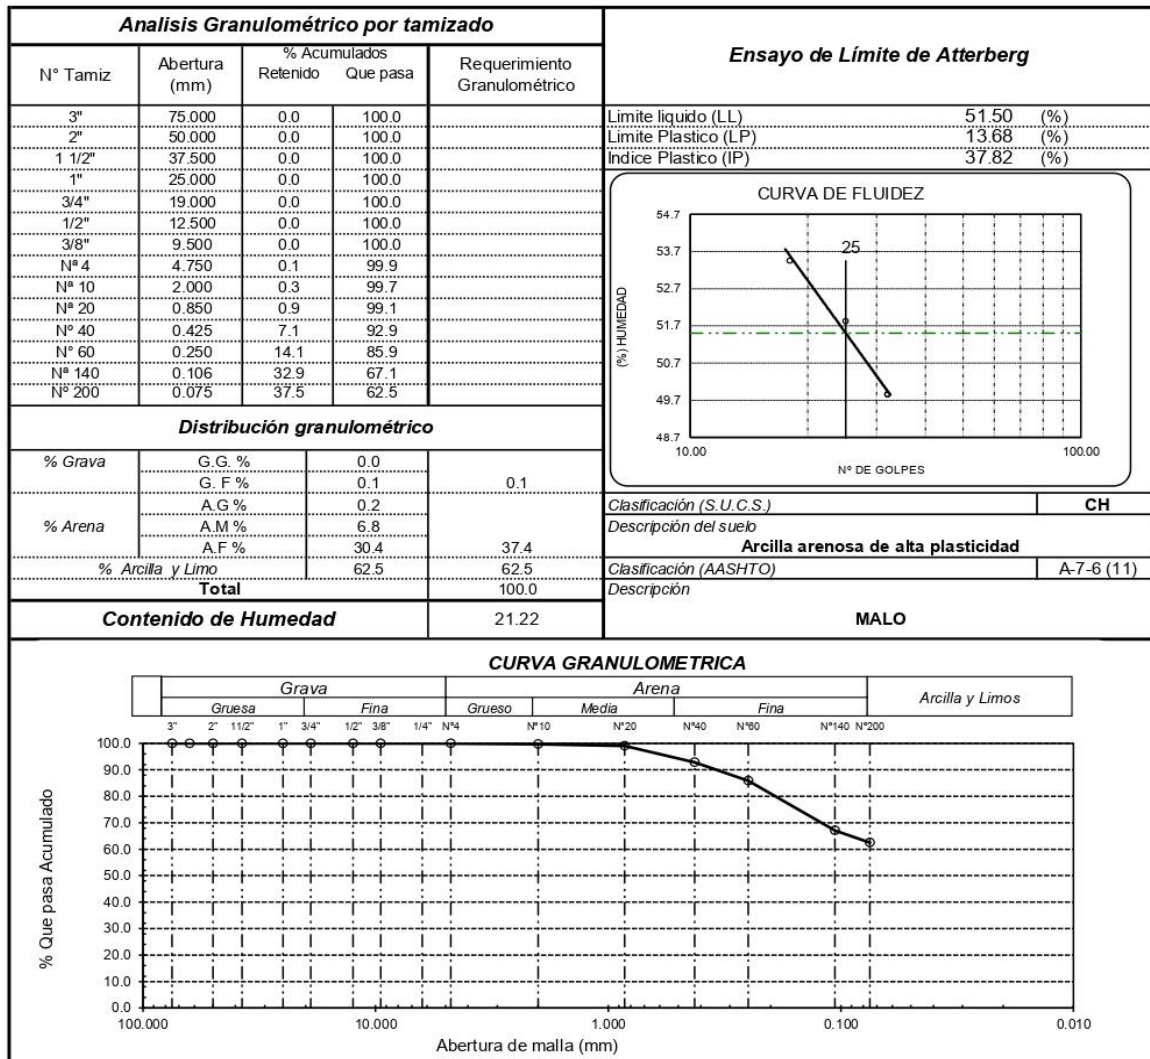 Analisis Granulométrico por tamizado
N° Tamiz Abertura (mm) % Acumulados Retenido Que pasa Requerimiento Granulométrico
3" 75.000 0.0 100.0
2" 50.000 0.0 100.0
1 1/2" 37.500 0.0 100.0
1" 25.000 0.0 100.0
3/4" 19.000 0.0 100.0
1/2" 12.500 0.0 100.0
3/8" 9.500 0.0 100.0
Nª 4 4.750 0.1 99.9
Nª 10 2.000 0.3 99.7
Nª 20 0.850 0.9 99.1
Nº 40 0.425 7.1 92.9
N° 60 0.250 14.1 85.9
Nª 140 0.106 32.9 67.1
Nº 200 0.075 37.5 62.5
Distribución granulométrico
% Grava G.G. % 0.0
G. F % 0.1 0.1
A.G % 0.2
% Arena A.M % 6.8
A.F % 30.4 37.4
% Arcilla y Limo 62.5 62.5
Total 100.0
Contenido de Humedad 21.22
Ensayo de Límite de Atterberg
Limite liquido (LL) 51.50 (%)
Limite Plastico (LP) 13.68 (%)
Indice Plastico (IP) 37.82 (%)
CURVA DE FLUIDEZ
54.7
53.7
52.7
51.7
50.7
49.7
48.7
(%) HUMEDAD
25
10.00 100.00
Nº DE GOLPES
Clasificación (S.U.C.S.) CH
Descripción del suelo
Arcilla arenosa de alta plasticidad
Clasificación (AASHTO) A-7-6 (11)
Descripción
MALO
CURVA GRANULOMETRICA
Grava Arena Arcilla y Limos
Gruesa Fina Grueso Media Fina
3" 2" 11/2" 1" 3/4" 1/2" 3/8" 1/4" Nº4 Nª10 Nº20 Nº40 Nº60 Nº140 Nº200
100.0
90.0
80.0
70.0
60.0
50.0
40.0
30.0
20.0
10.0
0.0
% Que pasa Acumulado
100.000 10.000 1.000 0.100 0.010
Abertura de malla (mm)